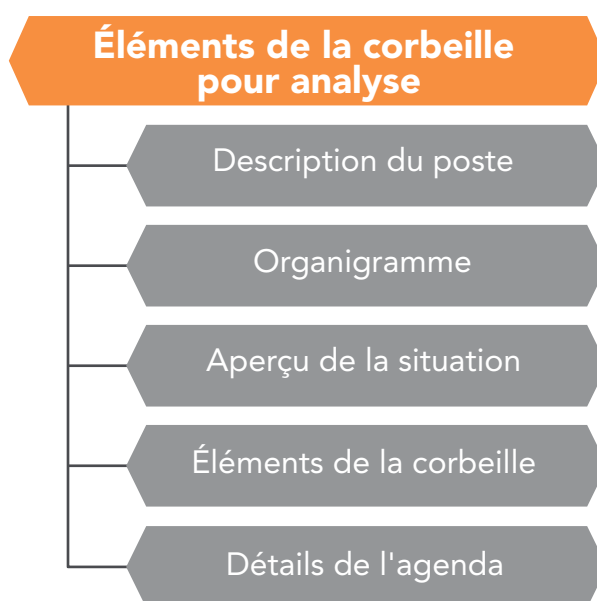 Éléments de la corbeille
pour analyse
Description du poste
Organigramme
Aperçu de la situation
Éléments de la corbeille
Détails de l'agenda